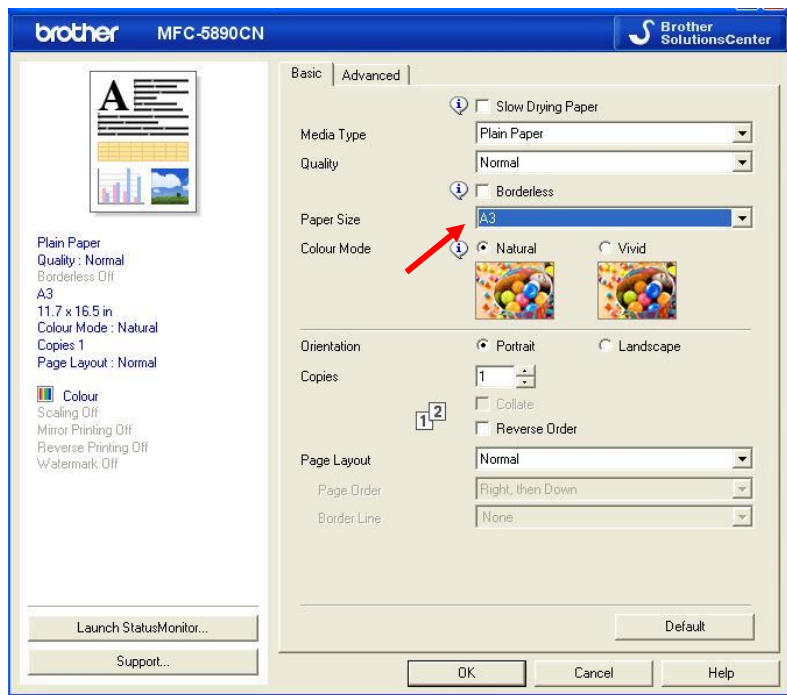 brother MFC-5890CN Brother
SolutionsCenter
Basic Advanced
A
Slow Drying Paper
Media Type Plain Paper
Quality Normal
Borderless
Paper Size A3
Colour Mode Natural Vivid
Plain Paper
Quality : Normal
Borderless Off
A3
11.7 x 16.5 in
Colour Mode : Natural
Copies 1
Page Layout : Normal
Colour
Scaling Off
Mirror Printing Off
Reverse Printing Off
Watermark Off
Orientation Portrait Landscape
Copies 1
Collate
1 2
Reverse Order
Page Layout Normal
Page Order Right, then Down
Border Line None
Launch StatusMonitor...
Support...
Default
OK Cancel Help